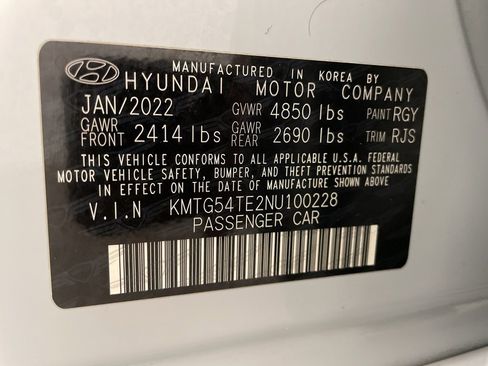 MANUFACTURED IN KOREA BY
HYUNDAI MOTOR COMPANY
JAN/2022 GVWR 4850 lbs PAINT RGY
GAWR FRONT 2414 lbs GAWR REAR 2690 lbs TRIM RJS
THIS VEHICLE CONFORMS TO ALL APPLICABLE U.S.A. FEDERAL
MOTOR VEHICLE SAFETY, BUMPER, AND THEFT PREVENTION STANDARDS
IN EFFECT ON THE DATE OF MANUFACTURE SHOWN ABOVE.
V.I.N KMTG54TE2NU100228
PASSENGER CAR